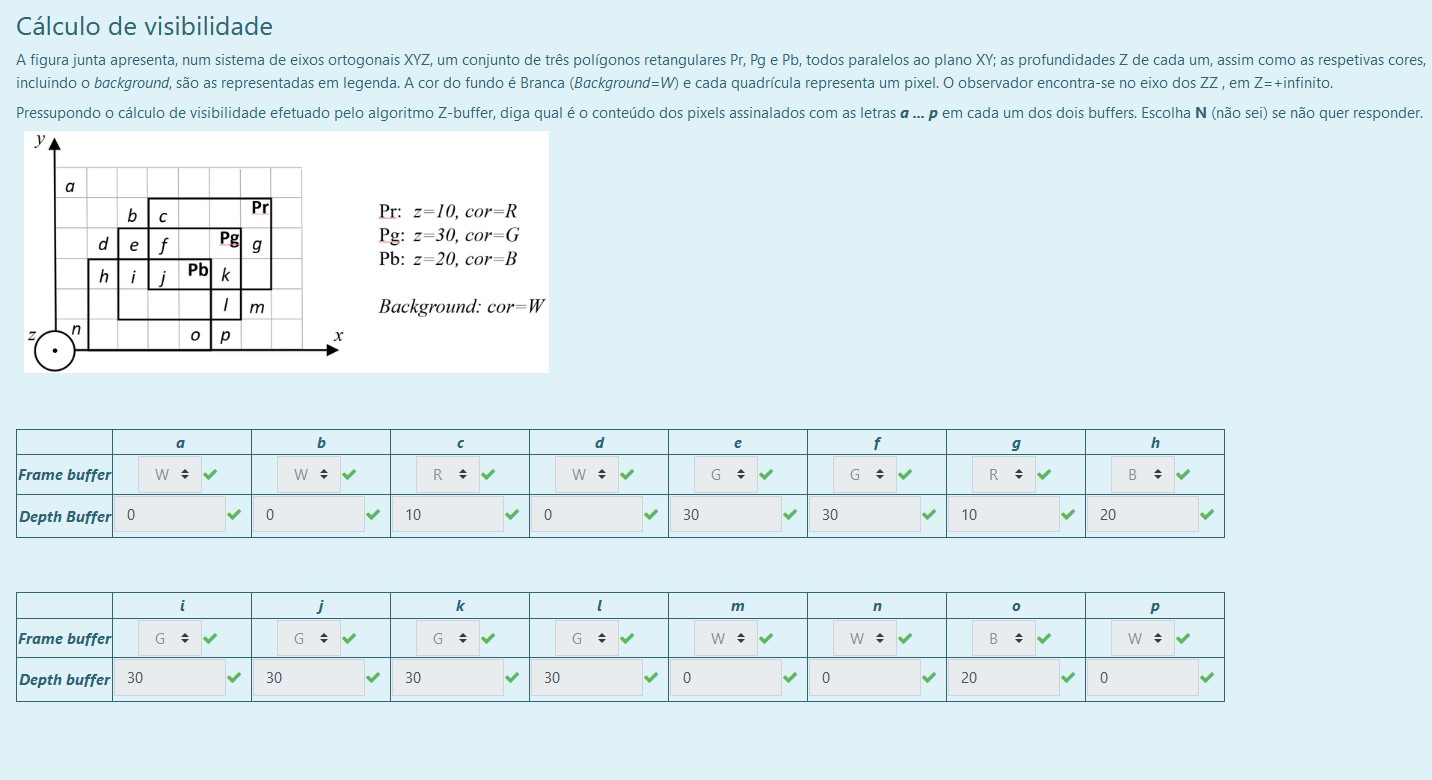 Cálculo de visibilidade
A figura junta apresenta, num sistema de eixos ortogonais XYZ, um conjunto de três polígonos retangulares Pr, Pg e Pb, todos paralelos ao plano XY; as profundidades Z de cada um, assim como as respetivas cores,
incluindo o background, são as representadas em legenda. A cor do fundo é Branca (Background=W) e cada quadrícula representa um pixel. O observador encontra-se no eixo dos ZZ , em Z=+infinito.
Pressupondo o cálculo de visibilidade efetuado pelo algoritmo Z-buffer, diga qual é o conteúdo dos pixels assinalados com as letras a ... p em cada um dos dois buffers. Escolha N (não sei) se não quer responder.
y
a
b c Pr
d e f Pg g
h i j Pb k
l m
z n o p x
Pr: z=10, cor=R
Pg: z=30, cor=G
Pb: z=20, cor=B
Background: cor=W
a b c d e f g h
Frame buffer W W R W G G R B
Depth Buffer 0 0 10 0 30 30 10 20
i j k l m n o p
Frame buffer G G G G W W B W
Depth buffer 30 30 30 30 0 0 20 0